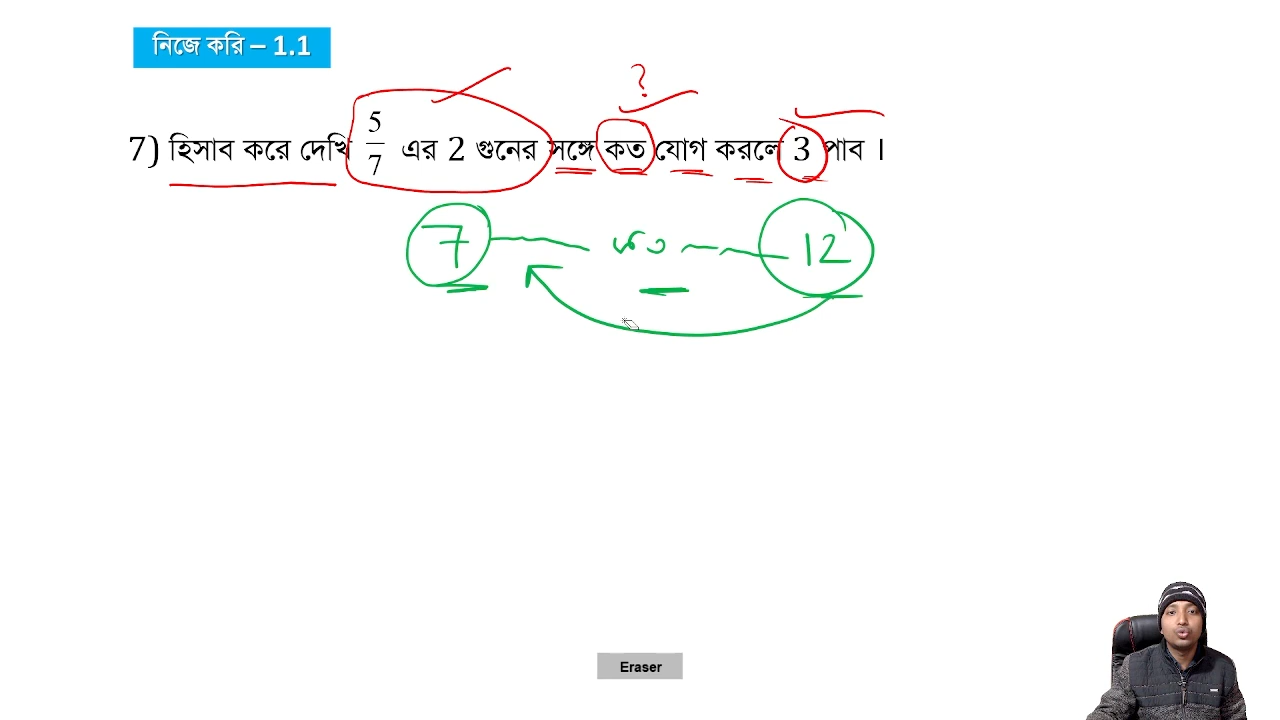 নিজে করি – 1.1
?
7) হিসাব করে দেখি 5/7 এর 2 গুনের সঙ্গে কত যোগ করলে 3 পাব ।
7 কত 12
Eraser